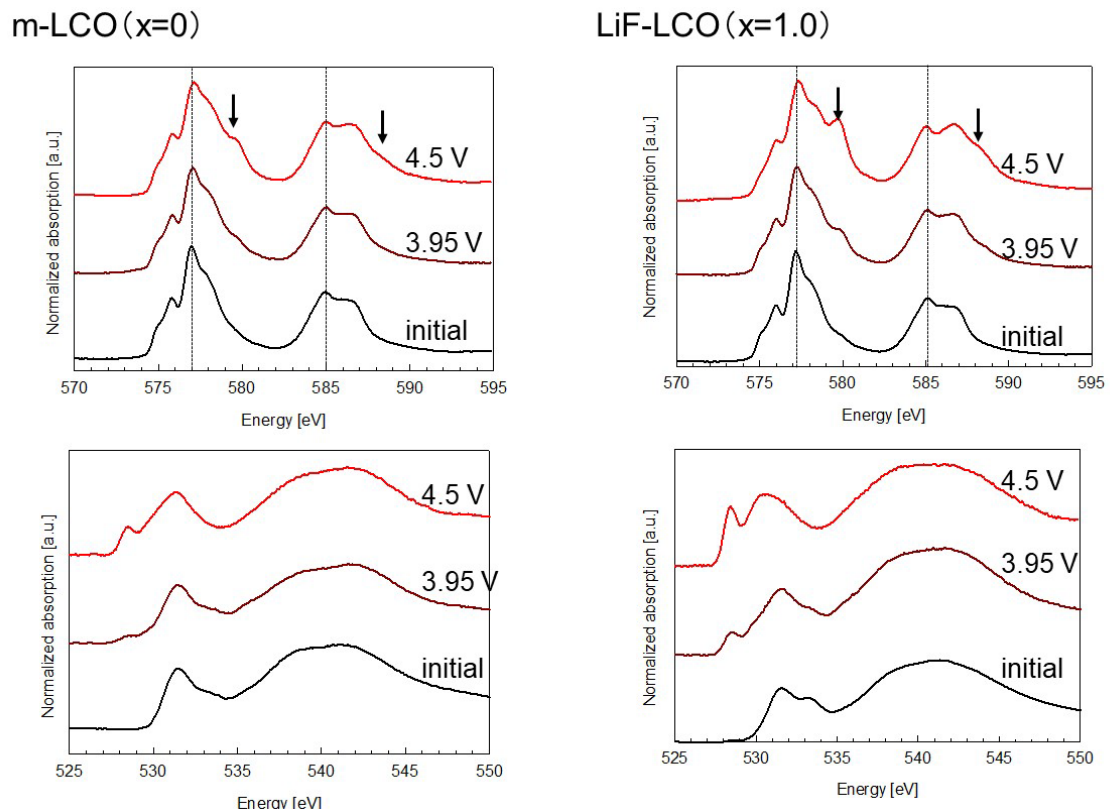 m-LCO（x=0）
LiF-LCO（x=1.0）
Normalized absorption [a.u.]
4.5 V
3.95 V
initial
570 575 580 585 590 595
Energy [eV]
Normalized absorption [a.u.]
4.5 V
3.95 V
initial
570 575 580 585 590 595
Energy [eV]
Normalized absorption [a.u.]
4.5 V
3.95 V
initial
525 530 535 540 545 550
Energy [eV]
Normalized absorption [a.u.]
4.5 V
3.95 V
initial
525 530 535 540 545 550
Energy [eV]